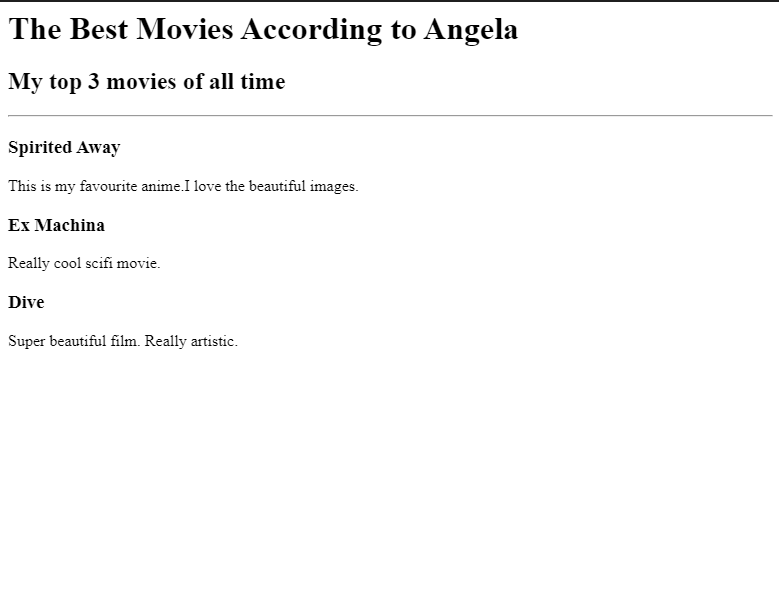 The Best Movies According to Angela
My top 3 movies of all time
Spirited Away
This is my favourite anime.I love the beautiful images.
Ex Machina
Really cool scifi movie.
Dive
Super beautiful film. Really artistic.